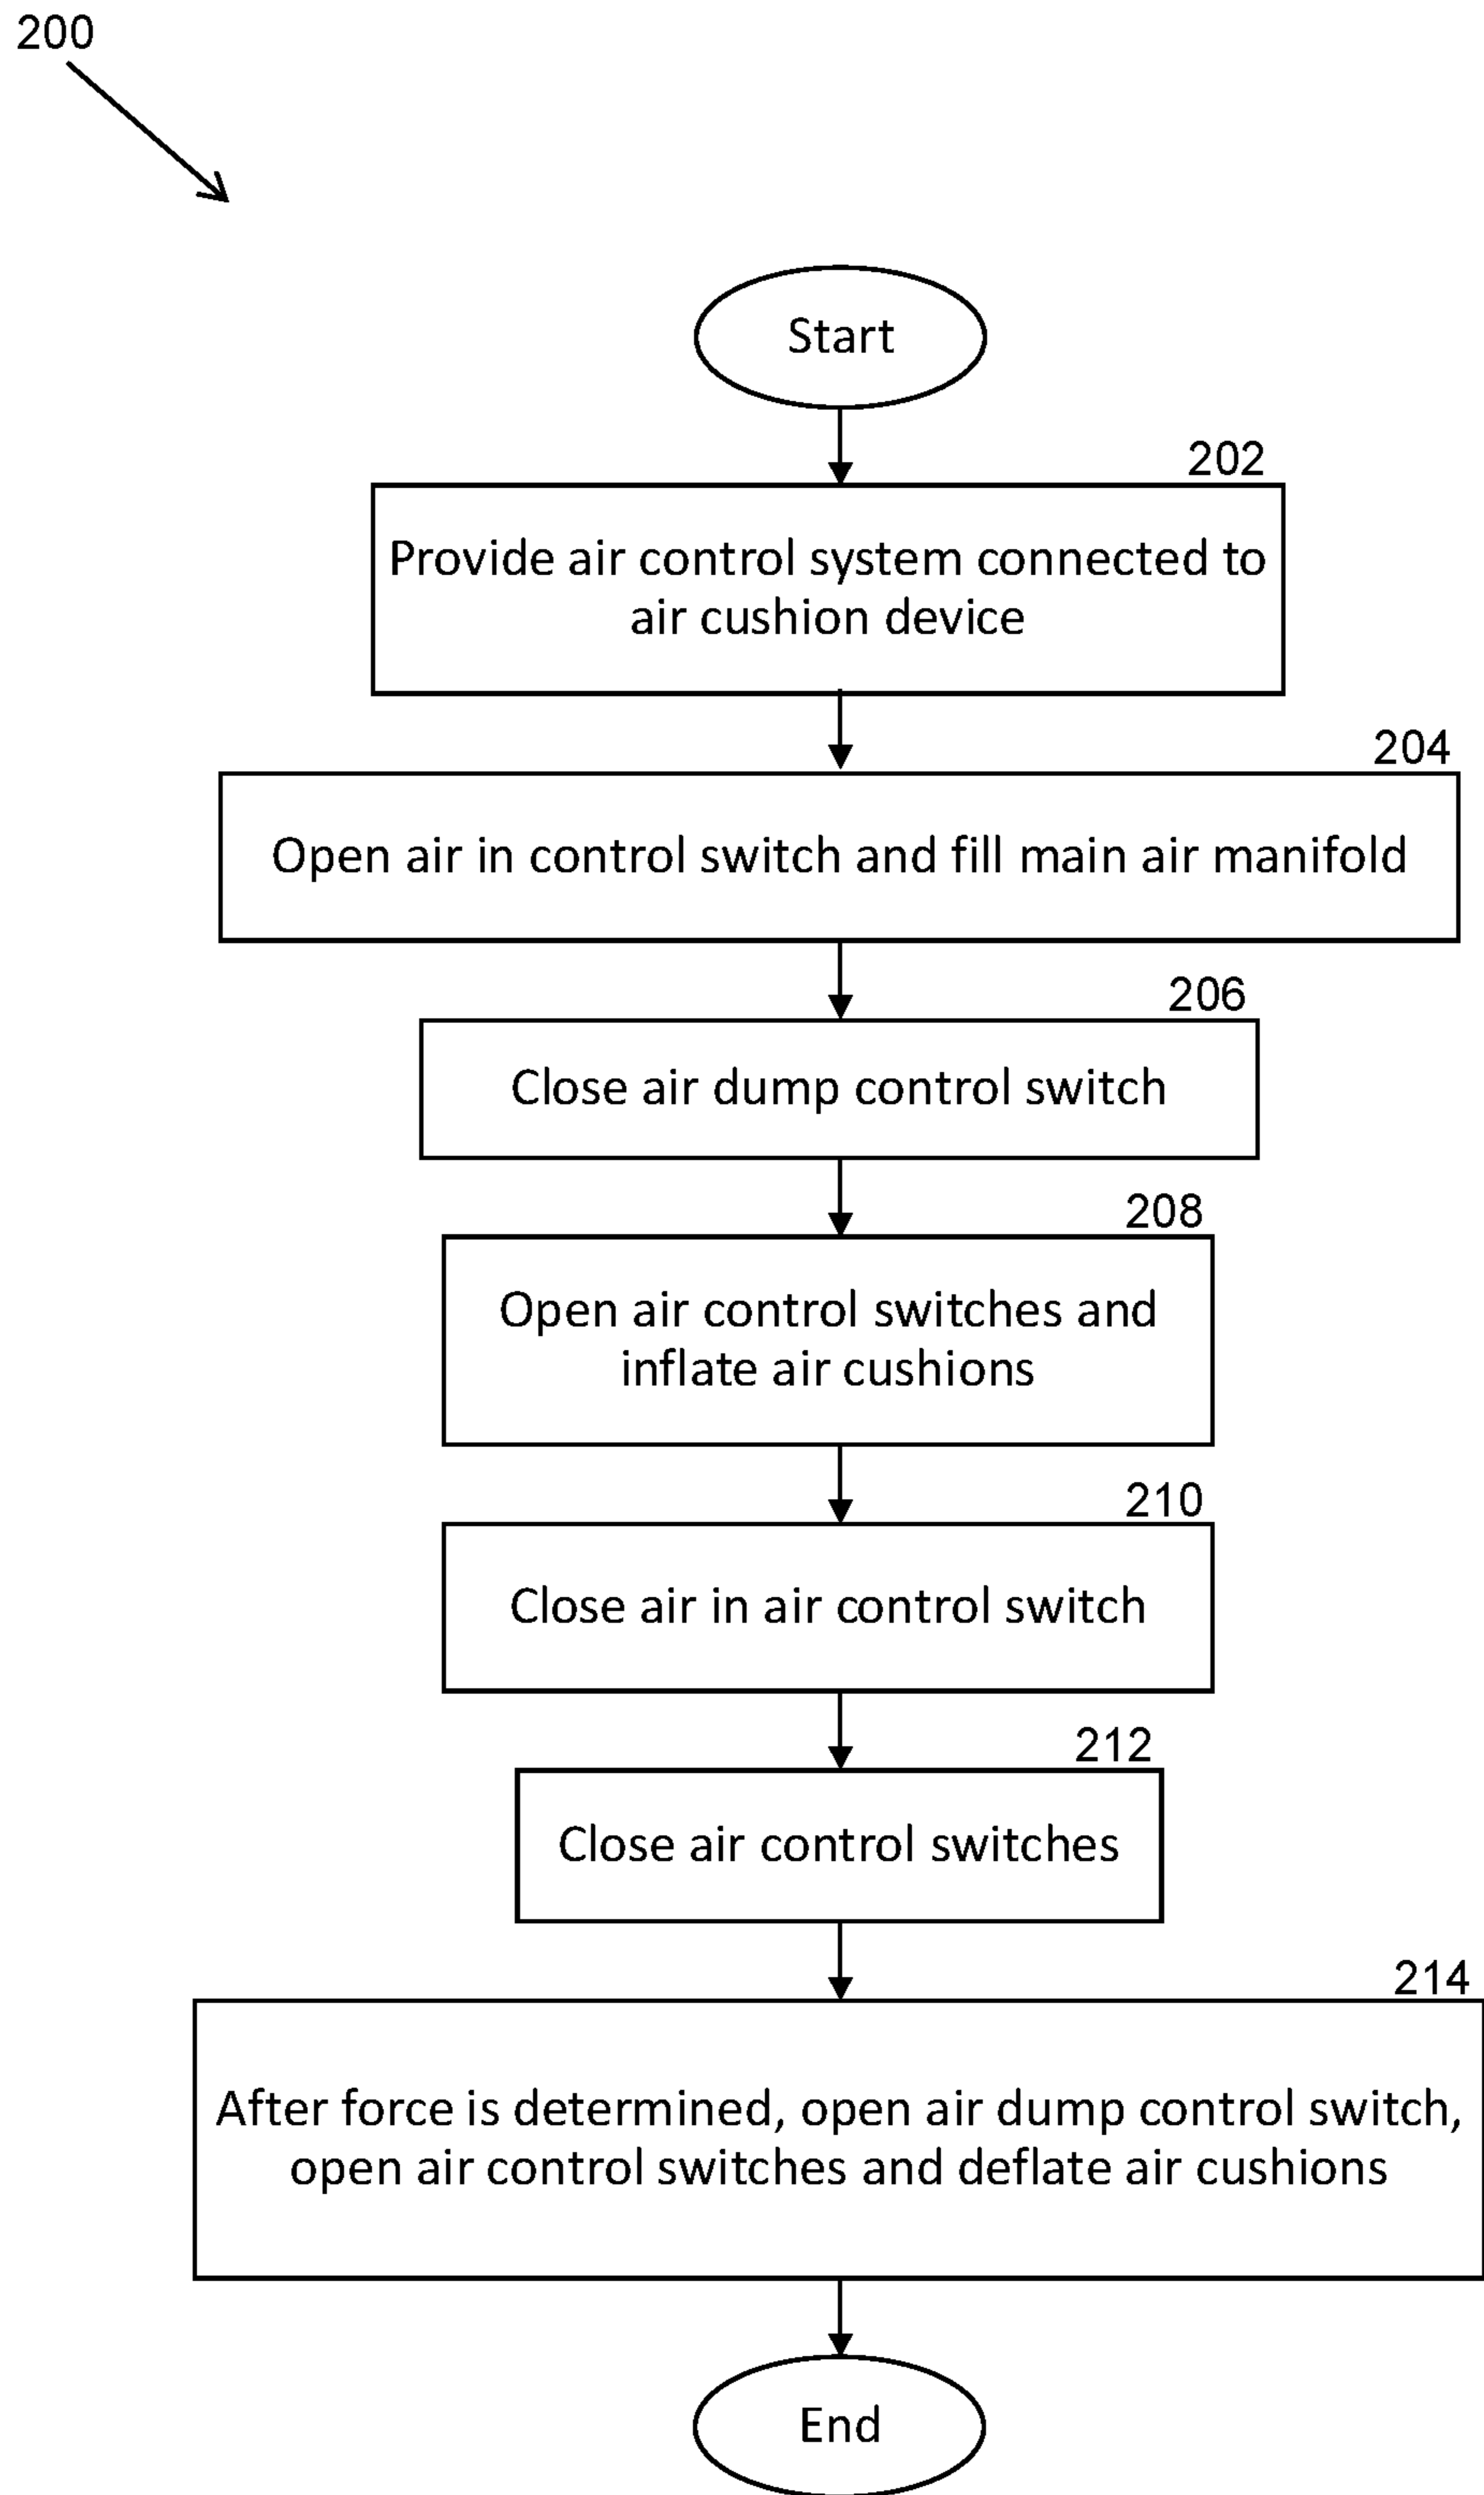 200
Start
202
Provide air control system connected to
air cushion device
204
Open air in control switch and fill main air manifold
206
Close air dump control switch
208
Open air control switches and
inflate air cushions
210
Close air in air control switch
212
Close air control switches
214
After force is determined, open air dump control switch,
open air control switches and deflate air cushions
End